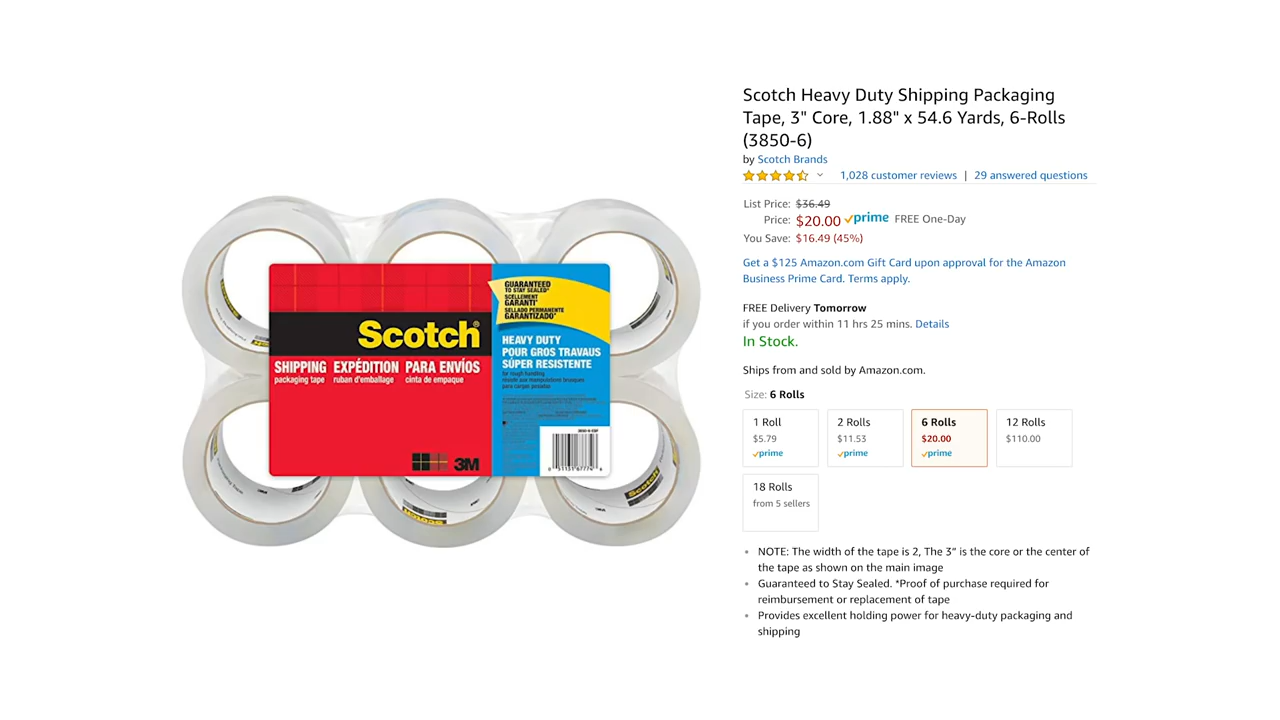 Scotch Heavy Duty Shipping Packaging
Tape, 3" Core, 1.88" x 54.6 Yards, 6-Rolls
(3850-6)
by Scotch Brands
1,028 customer reviews | 29 answered questions
List Price: $36.49
Price: $20.00 prime FREE One-Day
You Save: $16.49 (45%)
Get a $125 Amazon.com Gift Card upon approval for the Amazon
Business Prime Card. Terms apply.
FREE Delivery Tomorrow
if you order within 11 hrs 25 mins. Details
In Stock.
Ships from and sold by Amazon.com.
Size: 6 Rolls
1 Roll
$5.79
prime
2 Rolls
$11.53
prime
6 Rolls
$20.00
prime
12 Rolls
$110.00
18 Rolls
from 5 sellers
NOTE: The width of the tape is 2, The 3” is the core or the center of
the tape as shown on the main image
Guaranteed to Stay Sealed. *Proof of purchase required for
reimbursement or replacement of tape
Provides excellent holding power for heavy-duty packaging and
shipping
GUARANTEED
TO STAY SEALED*
SCELLEMENT
GARANTI*
SELLADO PERMANENTE
GARANTIZADO*
Scotch®
HEAVY DUTY
POUR GROS TRAVAUX
SÚPER RESISTENTE
for rough handling
SHIPPING EXPÉDITION PARA ENVÍOS
packaging tape ruban d'emballage cinta de empaque
3M
Scotch